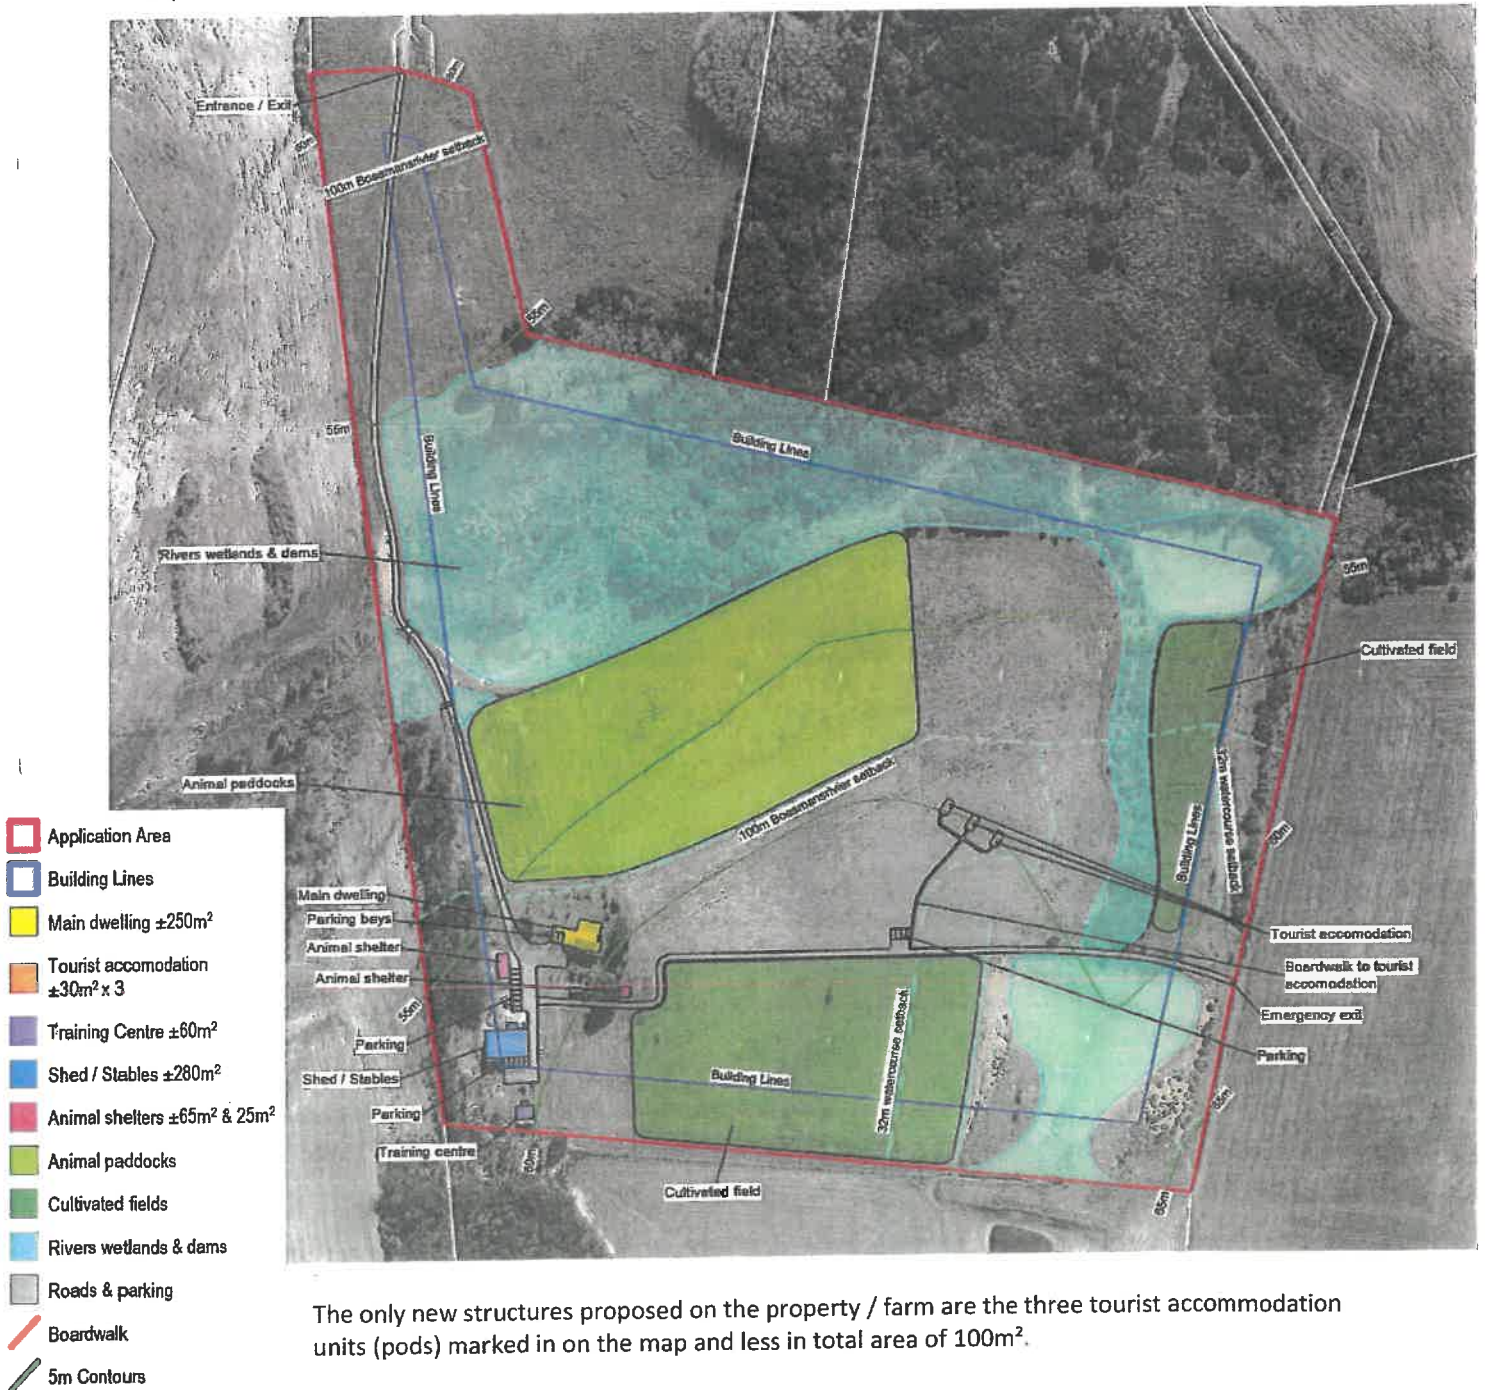 Entrance / Exit
50m
60m
100m Bossmansrivier setback
55m
55m
Building Lines
Building Lines
Rivers wetlands & dams
55m
Cultivated field
Animal paddocks
32m watercourse setback
100m Bossmansrivier setback
Building Lines
60m
Application Area
Building Lines
Main dwelling ±250m²
Tourist accomodation
±30m² x 3
Training Centre ±60m²
Shed / Stables ±280m²
Animal shelters ±65m² & 25m²
Animal paddocks
Cultivated fields
Rivers wetlands & dams
Roads & parking
Boardwalk
5m Contours
Main dwelling
Parking bays
Animal shelter
Animal shelter
55m
Parking
Shed / Stables
Parking
Training centre
60m
Building Lines
32m watercourse setback
Cultivated field
Tourist accomodation
Boardwalk to tourist
accomodation
Emergency exit
Parking
65m
The only new structures proposed on the property / farm are the three tourist accommodation
units (pods) marked in on the map and less in total area of 100m².